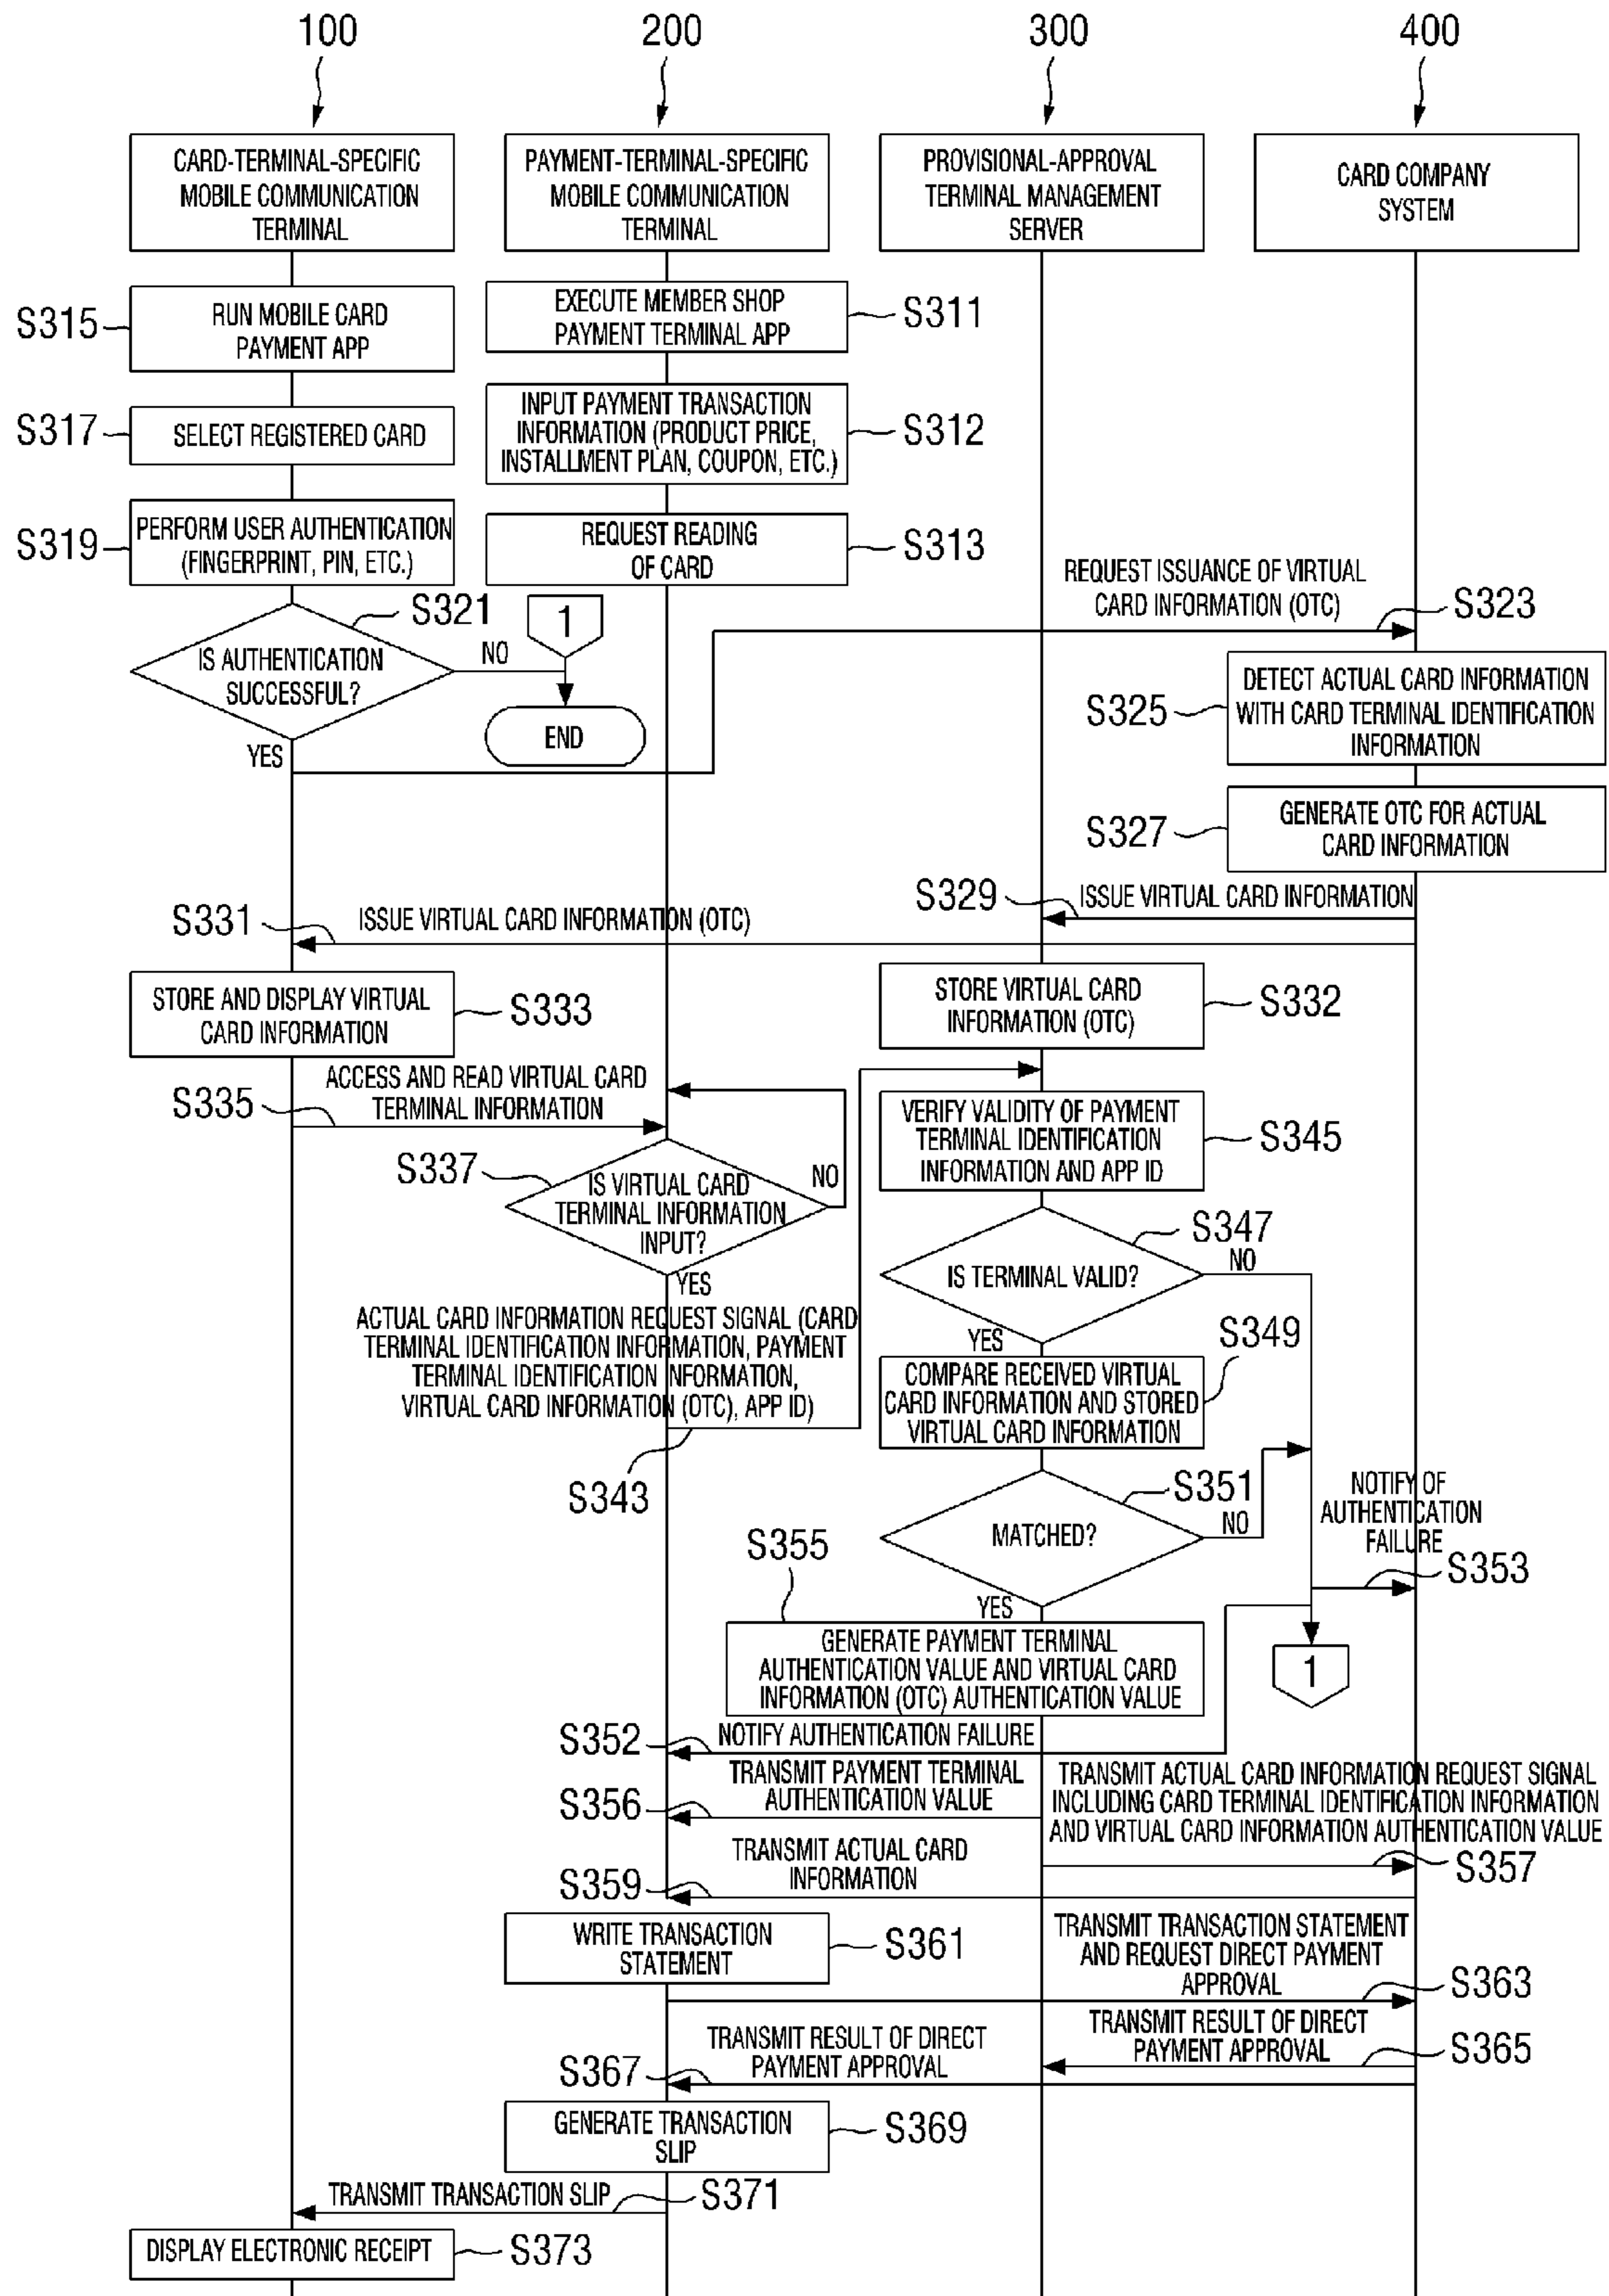 100
200
300
400
CARD-TERMINAL-SPECIFIC
MOBILE COMMUNICATION
TERMINAL
PAYMENT-TERMINAL-SPECIFIC
MOBILE COMMUNICATION
TERMINAL
PROVISIONAL-APPROVAL
TERMINAL MANAGEMENT
SERVER
CARD COMPANY
SYSTEM
S315
RUN MOBILE CARD
PAYMENT APP
EXECUTE MEMBER SHOP
PAYMENT TERMINAL APP
S311
S317
SELECT REGISTERED CARD
INPUT PAYMENT TRANSACTION
INFORMATION (PRODUCT PRICE,
INSTALLMENT PLAN, COUPON, ETC.)
S312
S319
PERFORM USER AUTHENTICATION
(FINGERPRINT, PIN, ETC.)
REQUEST READING
OF CARD
S313
REQUEST ISSUANCE OF VIRTUAL
CARD INFORMATION (OTC)
S323
S321
1
IS AUTHENTICATION
SUCCESSFUL?
NO
END
YES
S325
DETECT ACTUAL CARD INFORMATION
WITH CARD TERMINAL IDENTIFICATION
INFORMATION
S327
GENERATE OTC FOR ACTUAL
CARD INFORMATION
S329
ISSUE VIRTUAL CARD INFORMATION
S331
ISSUE VIRTUAL CARD INFORMATION (OTC)
STORE AND DISPLAY VIRTUAL
CARD INFORMATION
S333
STORE VIRTUAL CARD
INFORMATION (OTC)
S332
S335
ACCESS AND READ VIRTUAL CARD
TERMINAL INFORMATION
VERIFY VALIDITY OF PAYMENT
TERMINAL IDENTIFICATION
INFORMATION AND APP ID
S345
S337
IS VIRTUAL CARD
TERMINAL INFORMATION
INPUT?
NO
YES
S347
IS TERMINAL VALID?
NO
YES
ACTUAL CARD INFORMATION REQUEST SIGNAL (CARD
TERMINAL IDENTIFICATION INFORMATION, PAYMENT
TERMINAL IDENTIFICATION INFORMATION,
VIRTUAL CARD INFORMATION (OTC), APP ID)
S343
S349
COMPARE RECEIVED VIRTUAL
CARD INFORMATION AND STORED
VIRTUAL CARD INFORMATION
S351
MATCHED?
NO
YES
NOTIFY OF
AUTHENTICATION
FAILURE
S353
S355
GENERATE PAYMENT TERMINAL
AUTHENTICATION VALUE AND VIRTUAL CARD
INFORMATION (OTC) AUTHENTICATION VALUE
1
S352
NOTIFY AUTHENTICATION FAILURE
S356
TRANSMIT PAYMENT TERMINAL
AUTHENTICATION VALUE
TRANSMIT ACTUAL CARD INFORMATION REQUEST SIGNAL
INCLUDING CARD TERMINAL IDENTIFICATION INFORMATION
AND VIRTUAL CARD INFORMATION AUTHENTICATION VALUE
S357
S359
TRANSMIT ACTUAL CARD
INFORMATION
WRITE TRANSACTION
STATEMENT
S361
TRANSMIT TRANSACTION STATEMENT
AND REQUEST DIRECT PAYMENT
APPROVAL
S363
TRANSMIT RESULT OF DIRECT
PAYMENT APPROVAL
S365
S367
TRANSMIT RESULT OF DIRECT
PAYMENT APPROVAL
GENERATE TRANSACTION
SLIP
S369
TRANSMIT TRANSACTION SLIP
S371
DISPLAY ELECTRONIC RECEIPT
S373